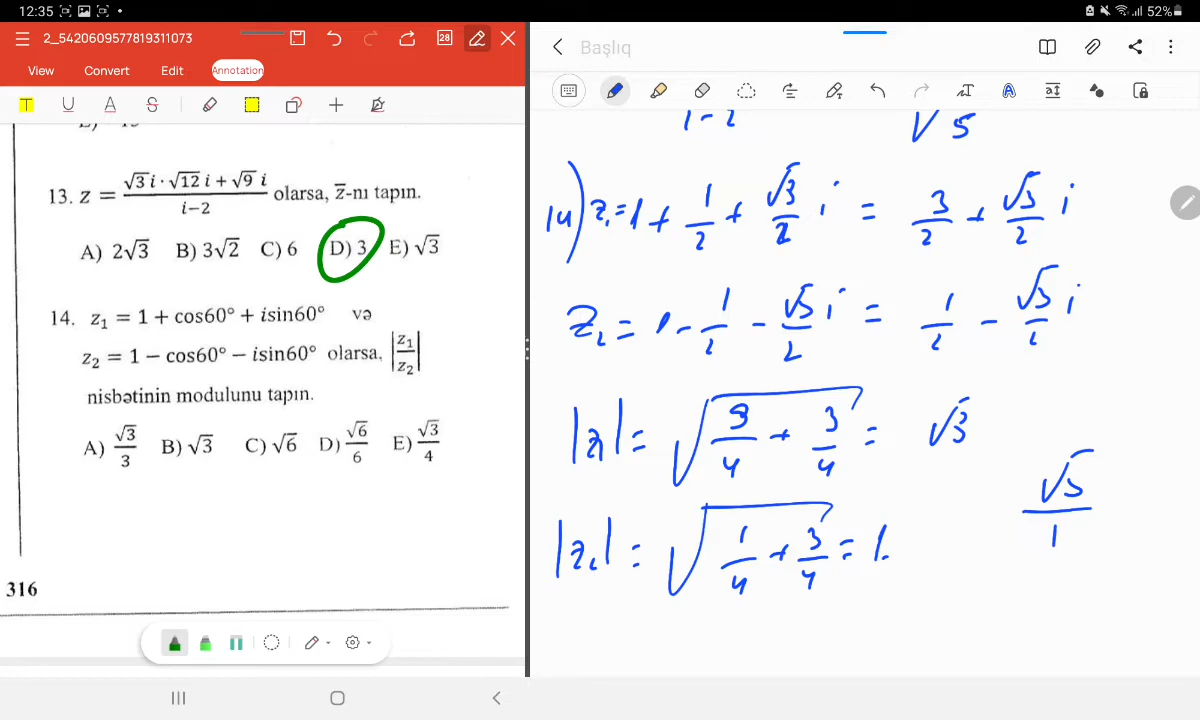 12:35
52%
2_5420609577819311073
28
View Convert Edit Annotation
13. z = (√3 i · √12 i + √9 i)/(i−2) olarsa, z̅-nı tapın.
A) 2√3 B) 3√2 C) 6 D) 3 E) √3
14. z₁ = 1 + cos60° + isin60° və
z₂ = 1 − cos60° − isin60° olarsa, |z₁/z₂|
nisbətinin modulunu tapın.
A) √3/3 B) √3 C) √6 D) √6/6 E) √3/4
316
Başlıq
√5
14) z₁ = 1 + 1/2 + √3/2 i = 3/2 + √3/2 i
z₂ = 1 - 1/2 - √3/2 i = 1/2 - √3/2 i
|z₁| = √(9/4 + 3/4) = √3
|z₂| = √(1/4 + 3/4) = 1.
√3/1